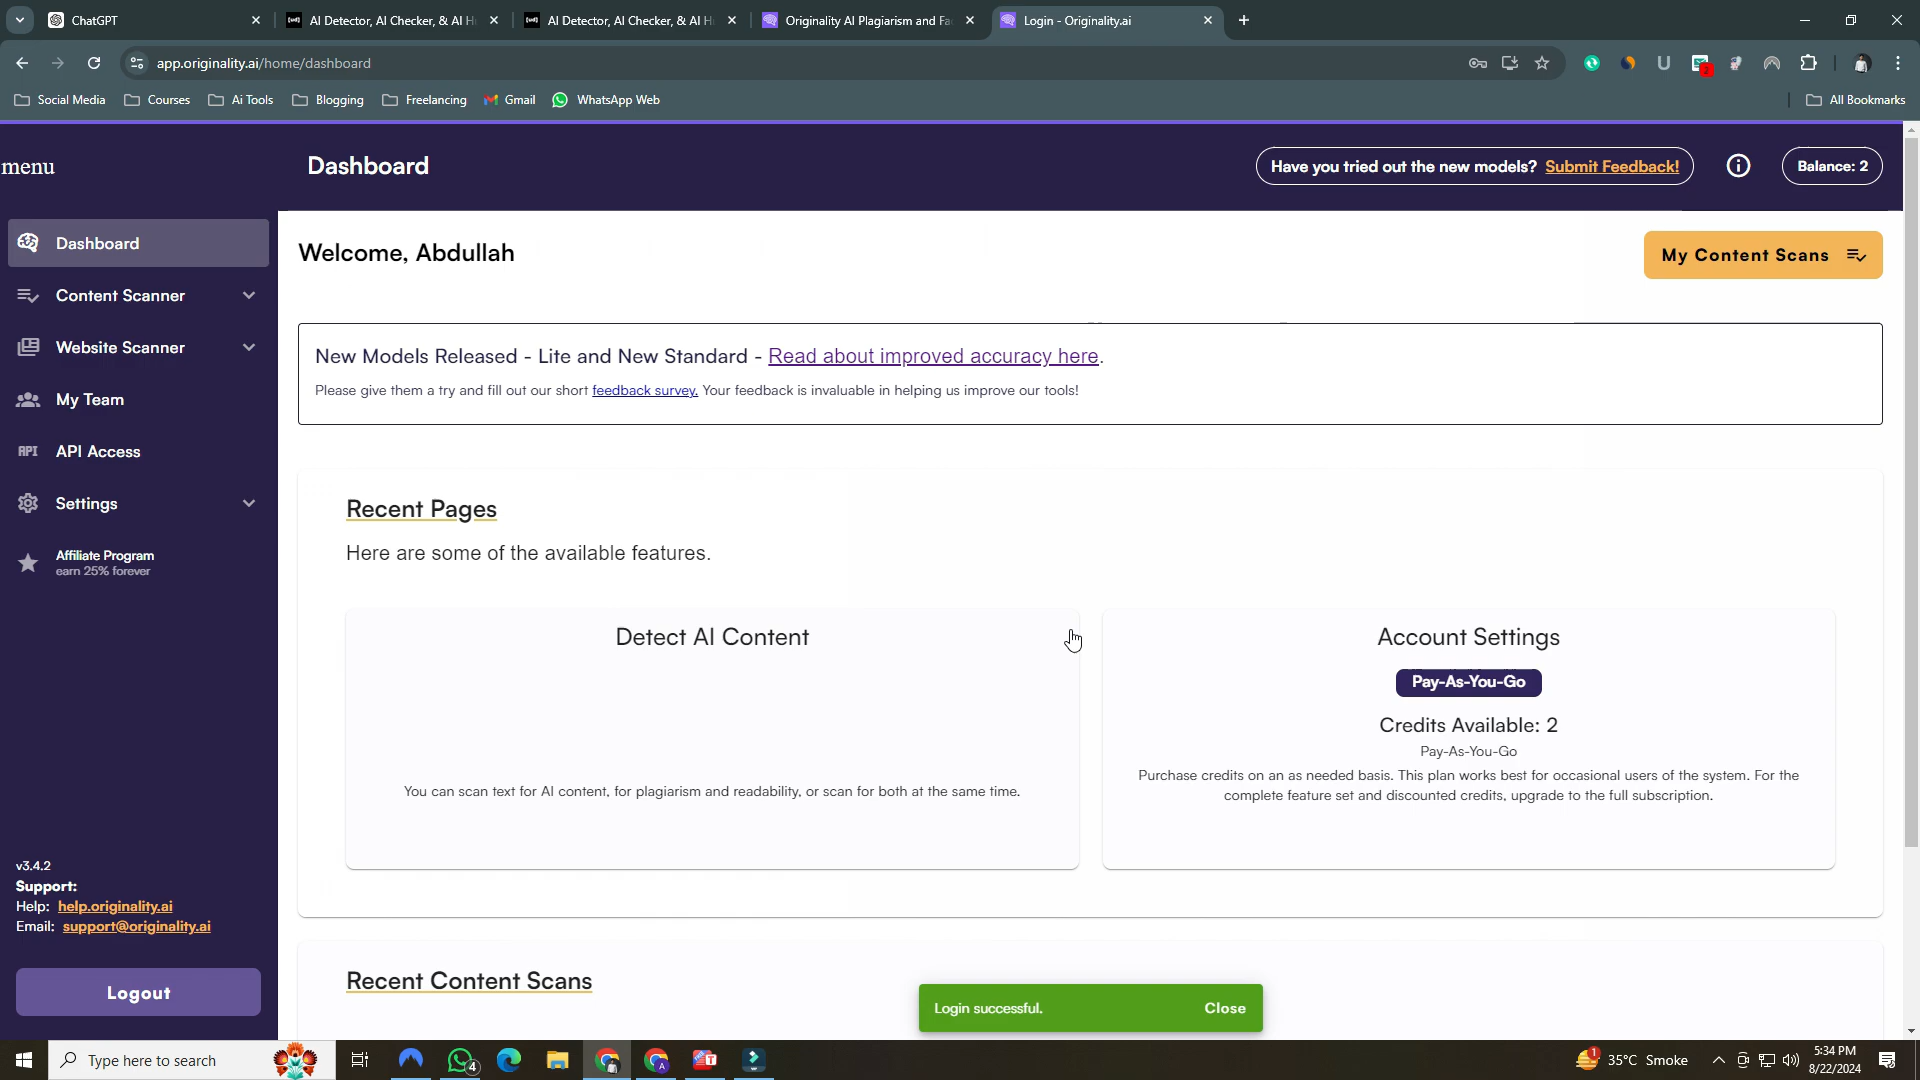 ChatGPT
AI Detector, AI Checker, & AI H
AI Detector, AI Checker, & AI H
Originality AI Plagiarism and Fac
Login - Originality.ai
app.originality.ai/home/dashboard
Social Media
Courses
Ai Tools
Blogging
Freelancing
Gmail
WhatsApp Web
All Bookmarks
menu
Dashboard
Have you tried out the new models? Submit Feedback!
Balance: 2
Dashboard
Content Scanner
Website Scanner
My Team
API
API Access
Settings
Affiliate Program
earn 25% forever
v3.4.2
Support:
Help: help.originality.ai
Email: support@originality.ai
Logout
Welcome, Abdullah
My Content Scans
New Models Released - Lite and New Standard - Read about improved accuracy here.
Please give them a try and fill out our short feedback survey. Your feedback is invaluable in helping us improve our tools!
Recent Pages
Here are some of the available features.
Detect AI Content
You can scan text for AI content, for plagiarism and readability, or scan for both at the same time.
Account Settings
Pay-As-You-Go
Credits Available: 2
Pay-As-You-Go
Purchase credits on an as needed basis. This plan works best for occasional users of the system. For the
complete feature set and discounted credits, upgrade to the full subscription.
Recent Content Scans
Login successful.
Close
Type here to search
4
1
35°C Smoke
5:34 PM
8/22/2024